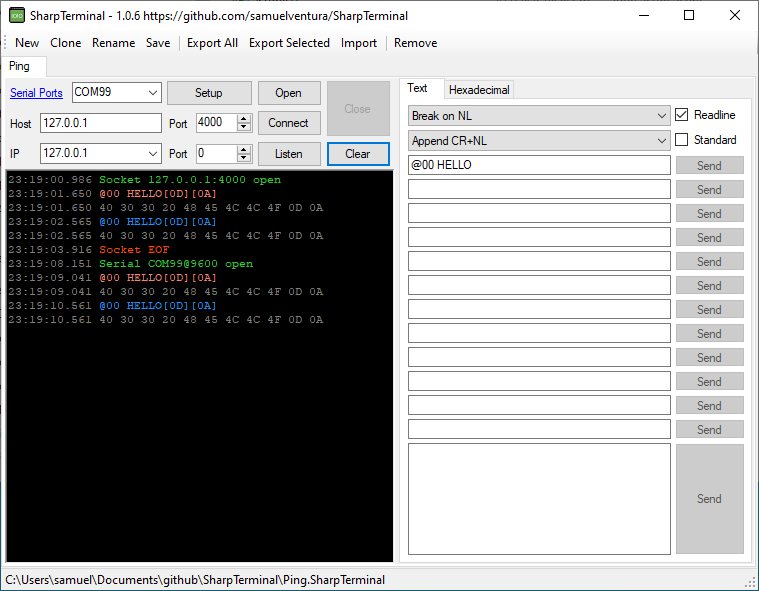 SharpTerminal - 1.0.6 https://github.com/samuelventura/SharpTerminal
New Clone Rename Save Export All Export Selected Import Remove
Ping
Serial Ports COM99 Setup Open Close
Host 127.0.0.1 Port 4000 Connect
IP 127.0.0.1 Port 0 Listen Clear
23:19:00.986 Socket 127.0.0.1:4000 open
23:19:01.650 @00 HELLO[0D][0A]
23:19:01.650 40 30 30 20 48 45 4C 4C 4F 0D 0A
23:19:02.565 @00 HELLO[0D][0A]
23:19:02.565 40 30 30 20 48 45 4C 4C 4F 0D 0A
23:19:03.916 Socket EOF
23:19:08.151 Serial COM99@9600 open
23:19:09.041 @00 HELLO[0D][0A]
23:19:09.041 40 30 30 20 48 45 4C 4C 4F 0D 0A
23:19:10.561 @00 HELLO[0D][0A]
23:19:10.561 40 30 30 20 48 45 4C 4C 4F 0D 0A
Text Hexadecimal
Break on NL Readline
Append CR+NL Standard
@00 HELLO Send
Send
Send
Send
Send
Send
Send
Send
Send
Send
Send
Send
Send
C:\Users\samuel\Documents\github\SharpTerminal\Ping.SharpTerminal